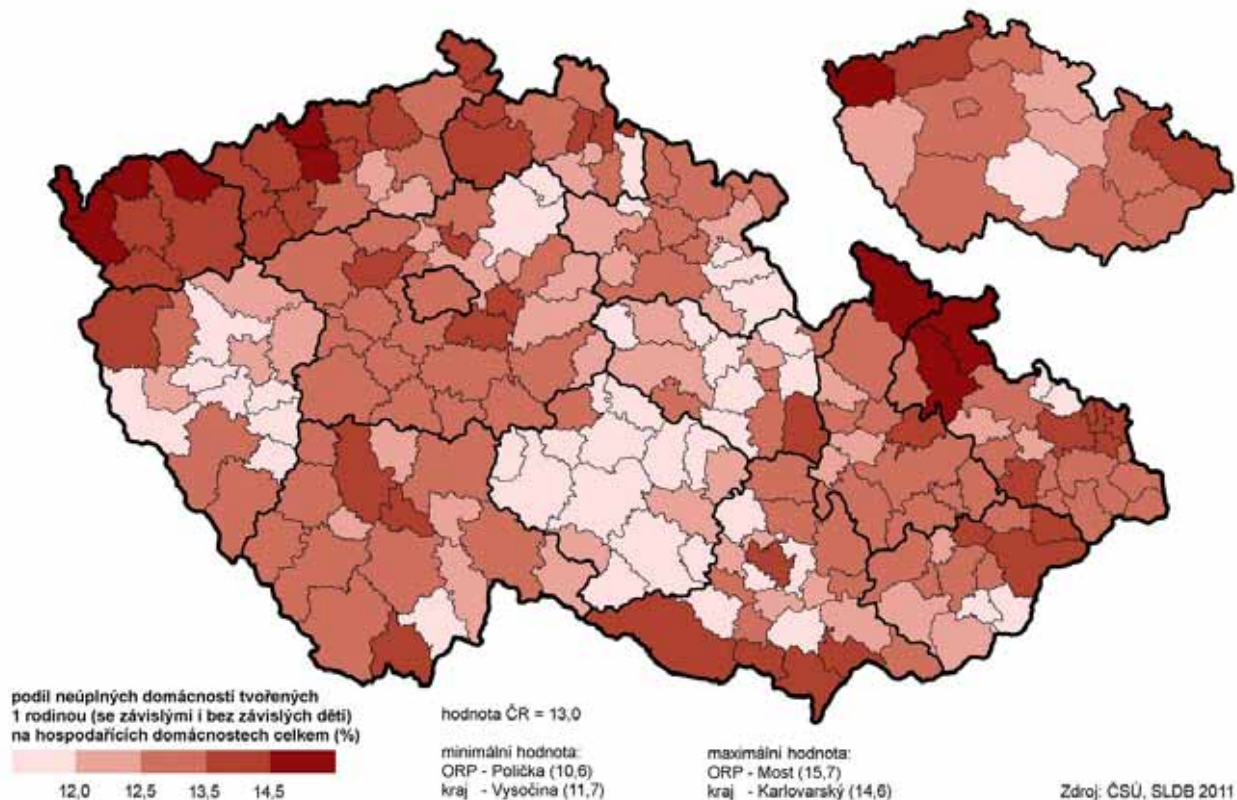 podíl neúplných domácností tvořených
1 rodinou (se závislými i bez závislých dětí)
na hospodařících domácnostech celkem (%)
12,0 12,5 13,5 14,5
hodnota ČR = 13,0
minimální hodnota:
ORP - Polička (10,6)
kraj - Vysočina (11,7)
maximální hodnota:
ORP - Most (15,7)
kraj - Karlovarský (14,6)
Zdroj: ČSÚ, SLDB 2011